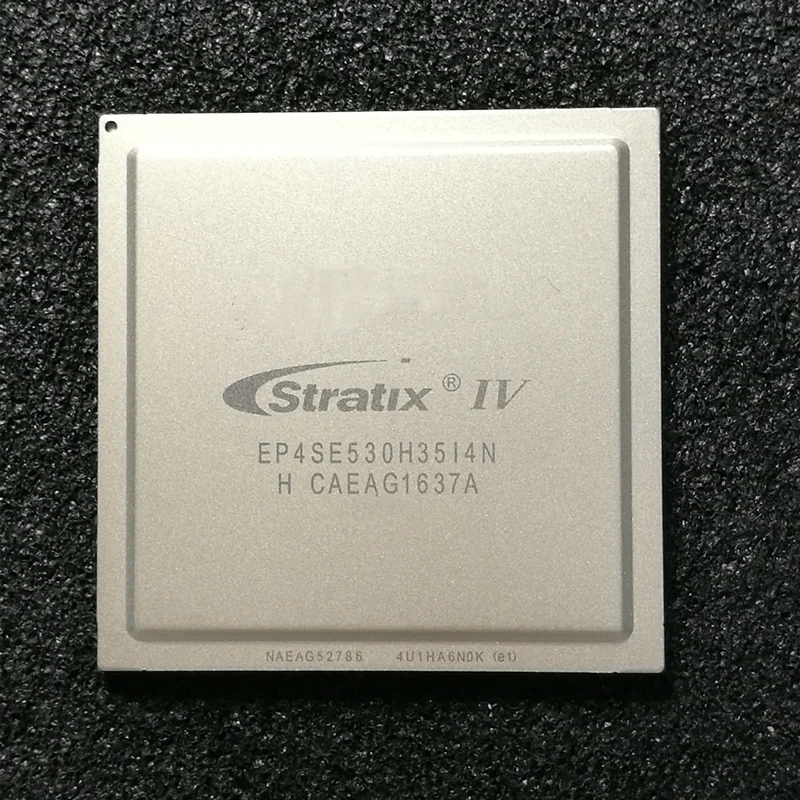 Stratix® IV
EP4SE530H35I4N
H CAEAG1637A
NAEAG52786 4U1HA6N0K (e1)